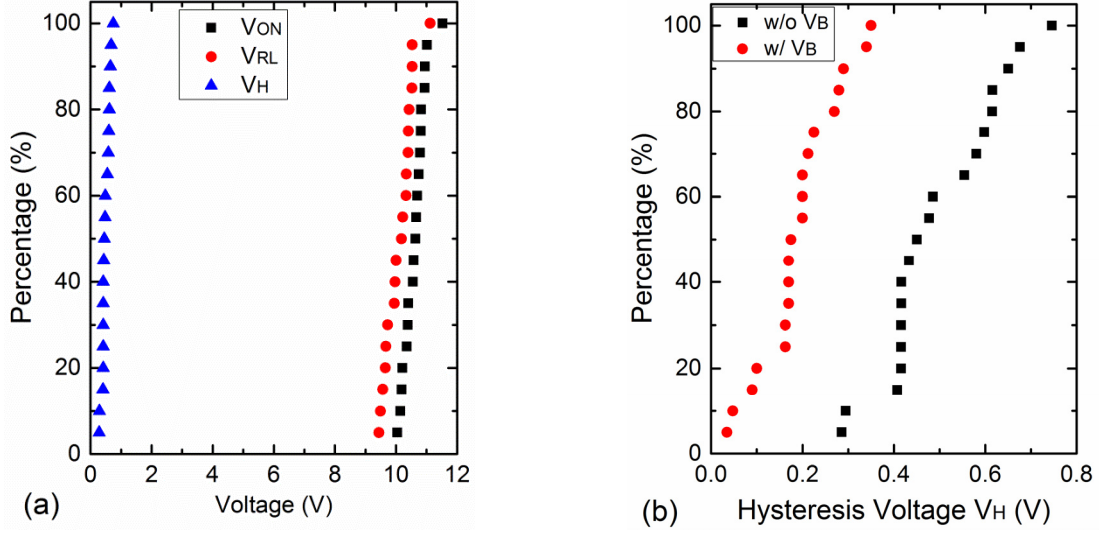 VON
VRL
VH
100
80
60
40
20
0
Percentage (%)
0 2 4 6 8 10 12
Voltage (V)
(a)
w/o VB
w/ VB
100
80
60
40
20
0
Percentage (%)
0.0 0.2 0.4 0.6 0.8
Hysteresis Voltage VH (V)
(b)